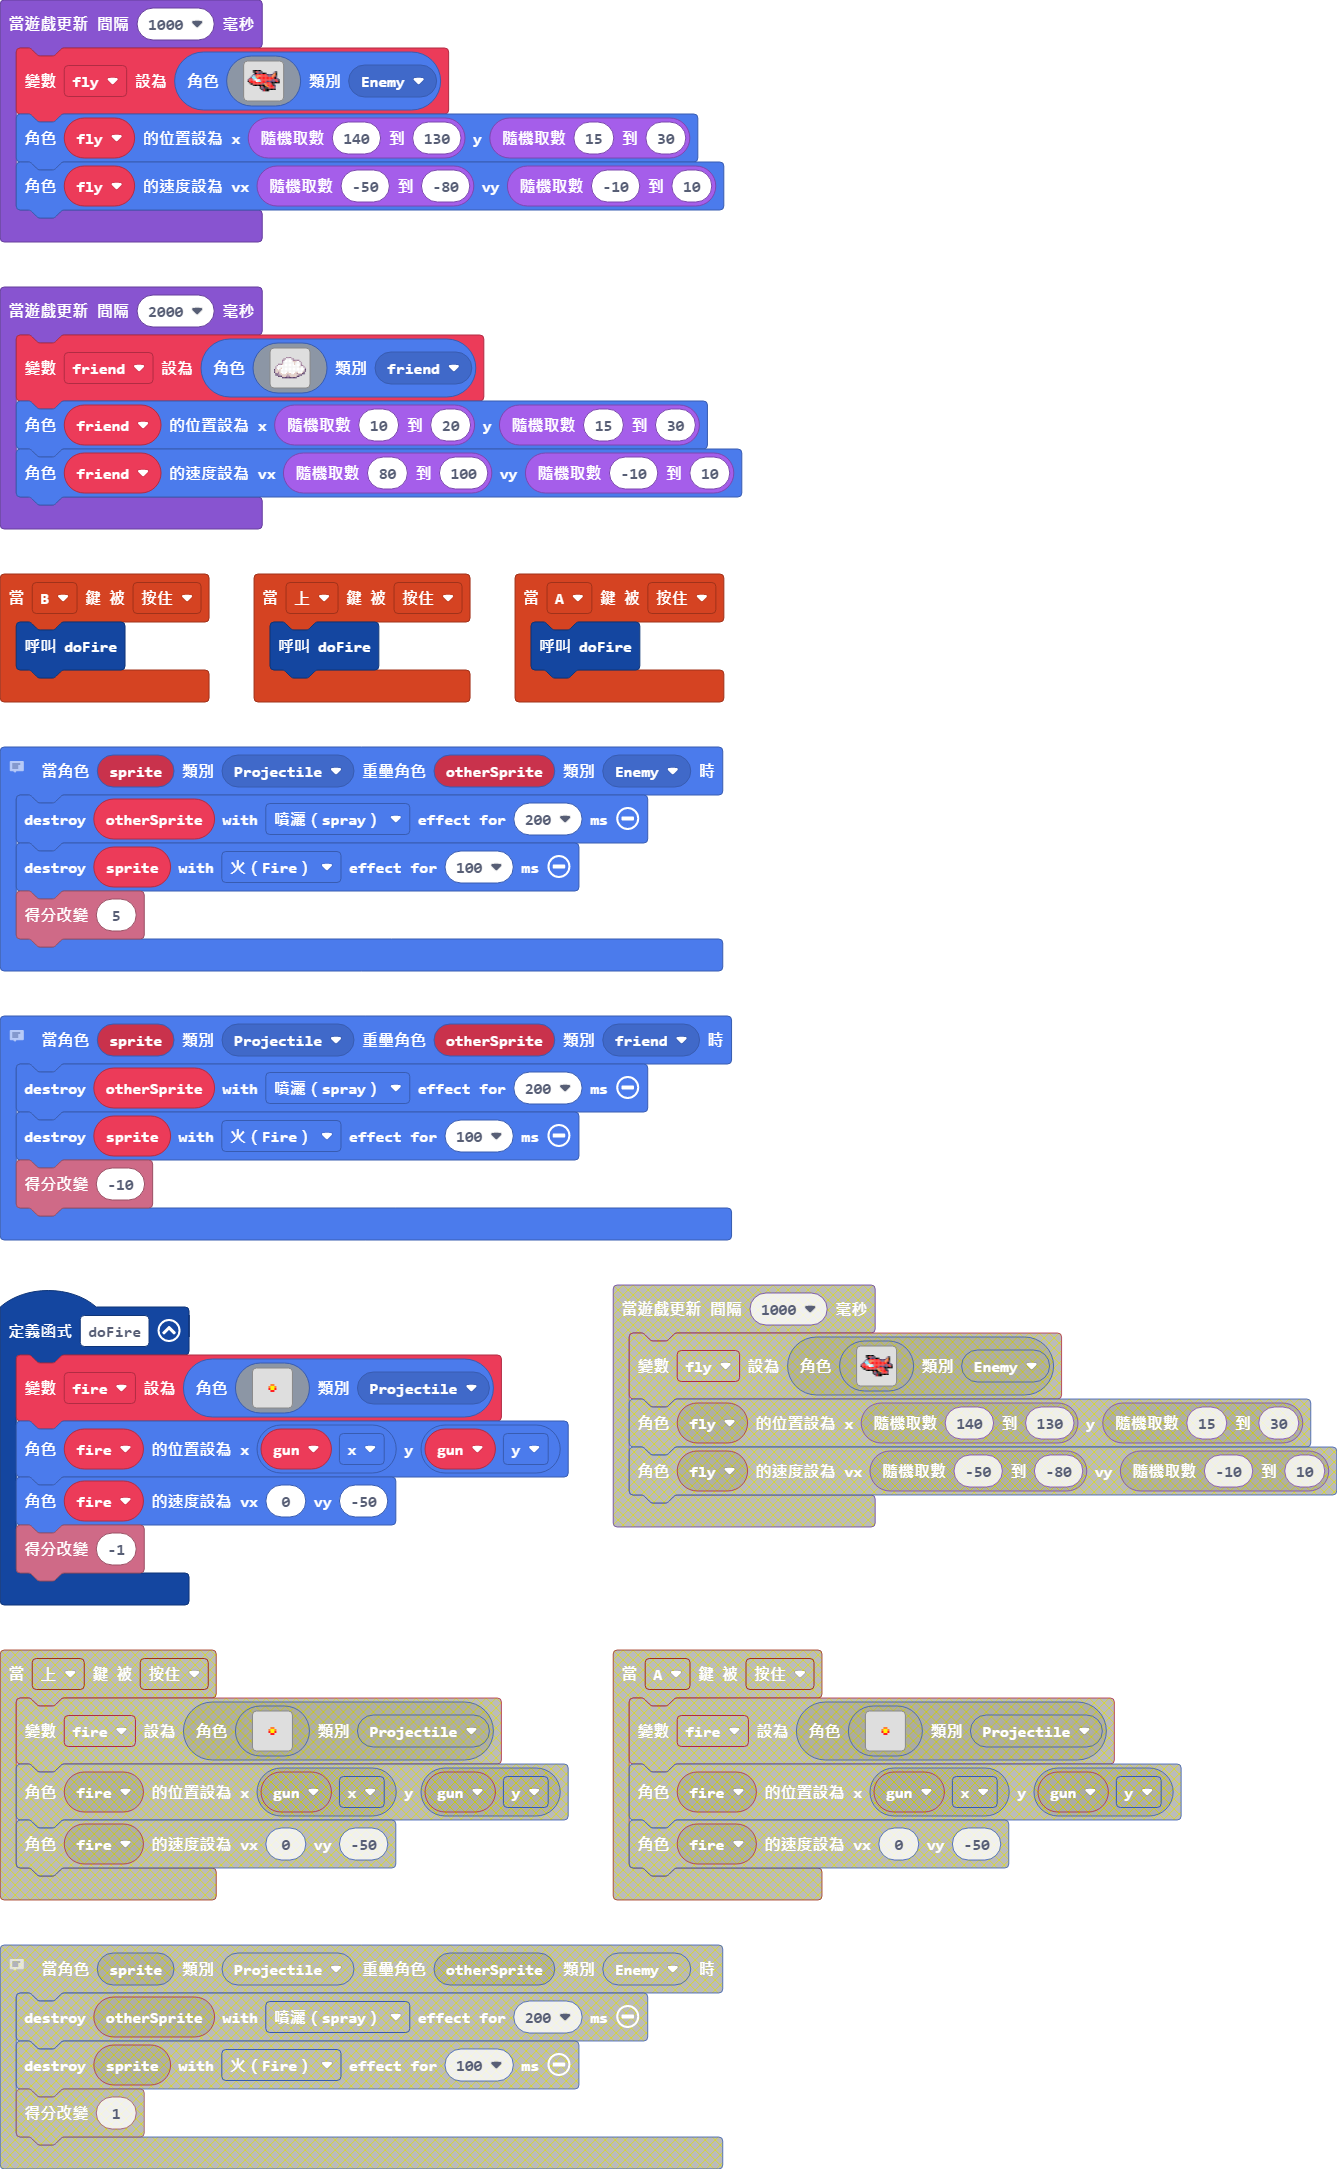 當遊戲更新 間隔 1000 毫秒
變數 fly 設為 角色 類別 Enemy
角色 fly 的位置設為 x 隨機取數 140 到 130 y 隨機取數 15 到 30
角色 fly 的速度設為 vx 隨機取數 -50 到 -80 vy 隨機取數 -10 到 10
當遊戲更新 間隔 2000 毫秒
變數 friend 設為 角色 類別 friend
角色 friend 的位置設為 x 隨機取數 10 到 20 y 隨機取數 15 到 30
角色 friend 的速度設為 vx 隨機取數 80 到 100 vy 隨機取數 -10 到 10
當 B 鍵 被 按住
呼叫 doFire
當 上 鍵 被 按住
呼叫 doFire
當 A 鍵 被 按住
呼叫 doFire
當角色 sprite 類別 Projectile 重疊角色 otherSprite 類別 Enemy 時
destroy otherSprite with 噴灑 ( spray ) effect for 200 ms
destroy sprite with 火 ( Fire ) effect for 100 ms
得分改變 5
當角色 sprite 類別 Projectile 重疊角色 otherSprite 類別 friend 時
destroy otherSprite with 噴灑 ( spray ) effect for 200 ms
destroy sprite with 火 ( Fire ) effect for 100 ms
得分改變 -10
定義函式 doFire
變數 fire 設為 角色 類別 Projectile
角色 fire 的位置設為 x gun x y gun y
角色 fire 的速度設為 vx 0 vy -50
得分改變 -1
當遊戲更新 間隔 1000 毫秒
變數 fly 設為 角色 類別 Enemy
角色 fly 的位置設為 x 隨機取數 140 到 130 y 隨機取數 15 到 30
角色 fly 的速度設為 vx 隨機取數 -50 到 -80 vy 隨機取數 -10 到 10
當 上 鍵 被 按住
變數 fire 設為 角色 類別 Projectile
角色 fire 的位置設為 x gun x y gun y
角色 fire 的速度設為 vx 0 vy -50
當 A 鍵 被 按住
變數 fire 設為 角色 類別 Projectile
角色 fire 的位置設為 x gun x y gun y
角色 fire 的速度設為 vx 0 vy -50
當角色 sprite 類別 Projectile 重疊角色 otherSprite 類別 Enemy 時
destroy otherSprite with 噴灑 ( spray ) effect for 200 ms
destroy sprite with 火 ( Fire ) effect for 100 ms
得分改變 1